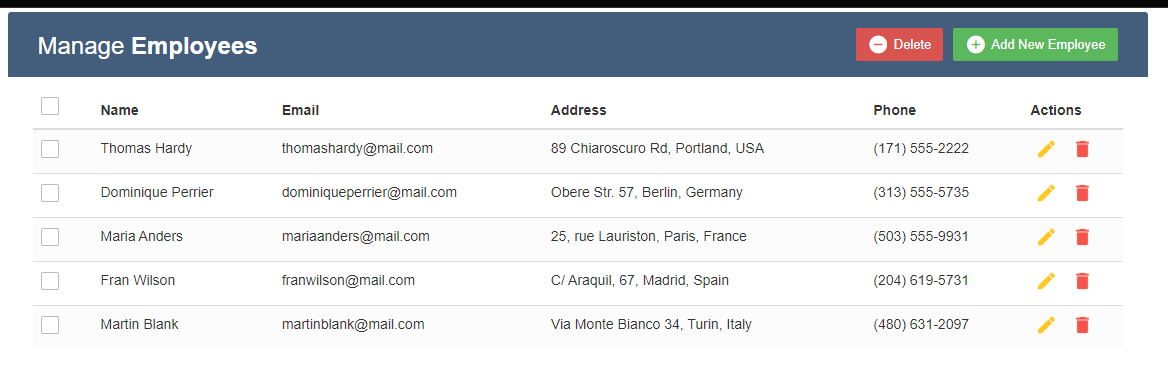 Manage Employees Delete Add New Employee
Name Email Address Phone Actions
Thomas Hardy thomashardy@mail.com 89 Chiaroscuro Rd, Portland, USA (171) 555-2222
Dominique Perrier dominiqueperrier@mail.com Obere Str. 57, Berlin, Germany (313) 555-5735
Maria Anders mariaanders@mail.com 25, rue Lauriston, Paris, France (503) 555-9931
Fran Wilson franwilson@mail.com C/ Araquil, 67, Madrid, Spain (204) 619-5731
Martin Blank martinblank@mail.com Via Monte Bianco 34, Turin, Italy (480) 631-2097